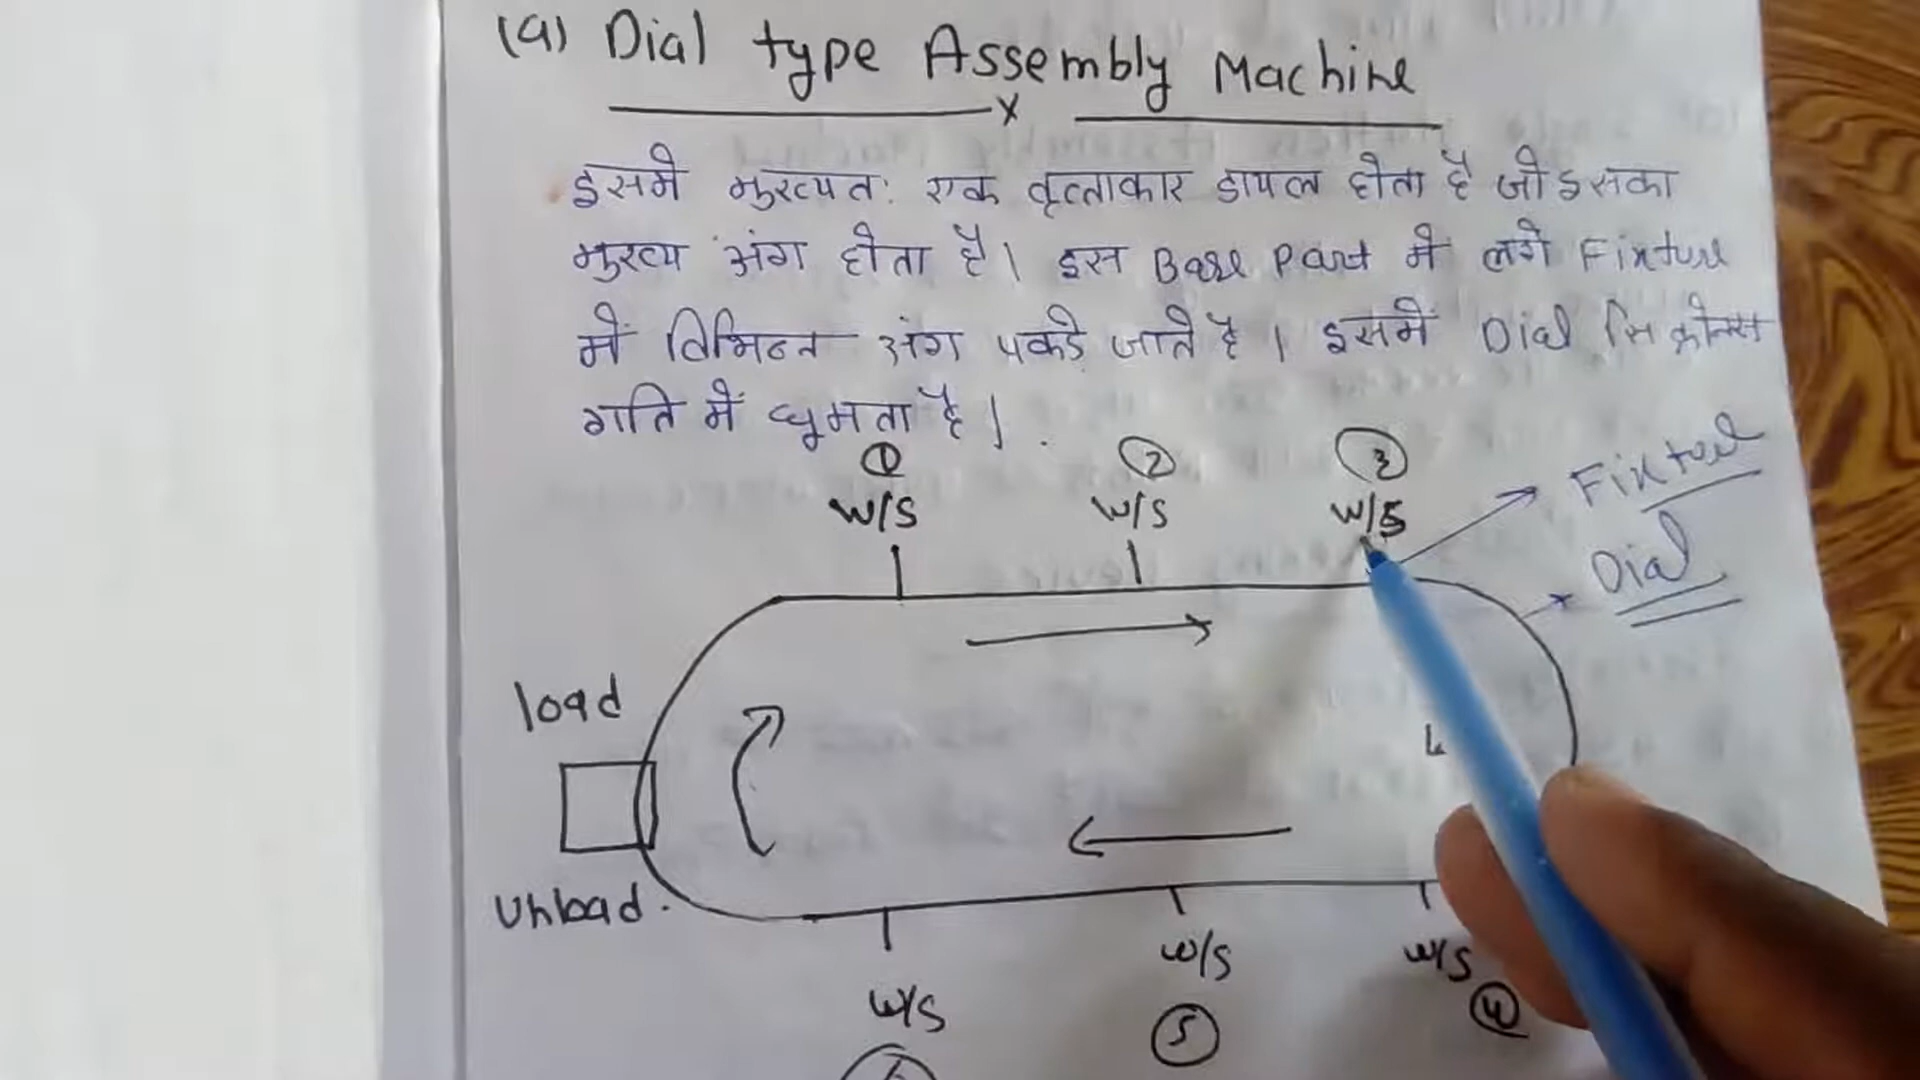 (a) Dial type Assembly Machine
इसमे मुख्यतः एक वृत्ताकार डायल होता है जो इसका
मुख्य अंग होता है। इस Base Part मे लगे Fixture
में विभिन्न अंग पकडे जाते है। इसमें Dial
गति में घूमता है।
① ② ③
W/S W/S W/S
Fixture
Dial
load
Unload.
W/S W/S W/S
④
⑤